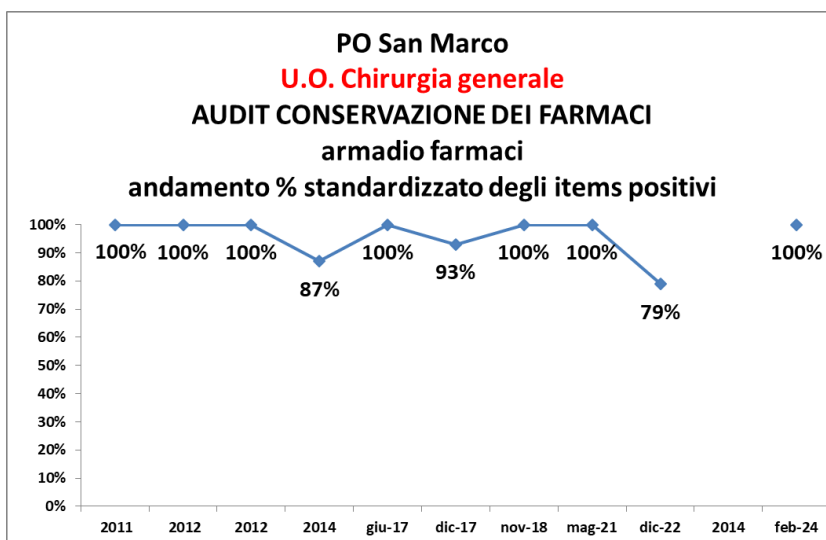 PO San Marco
U.O. Chirurgia generale
AUDIT CONSERVAZIONE DEI FARMACI
armadio farmaci
andamento % standardizzato degli items positivi
100%
90%
80%
70%
60%
50%
40%
30%
20%
10%
0%
100% 100% 100% 87% 100% 93% 100% 100% 79% 100%
2011 2012 2012 2014 giu-17 dic-17 nov-18 mag-21 dic-22 2014 feb-24